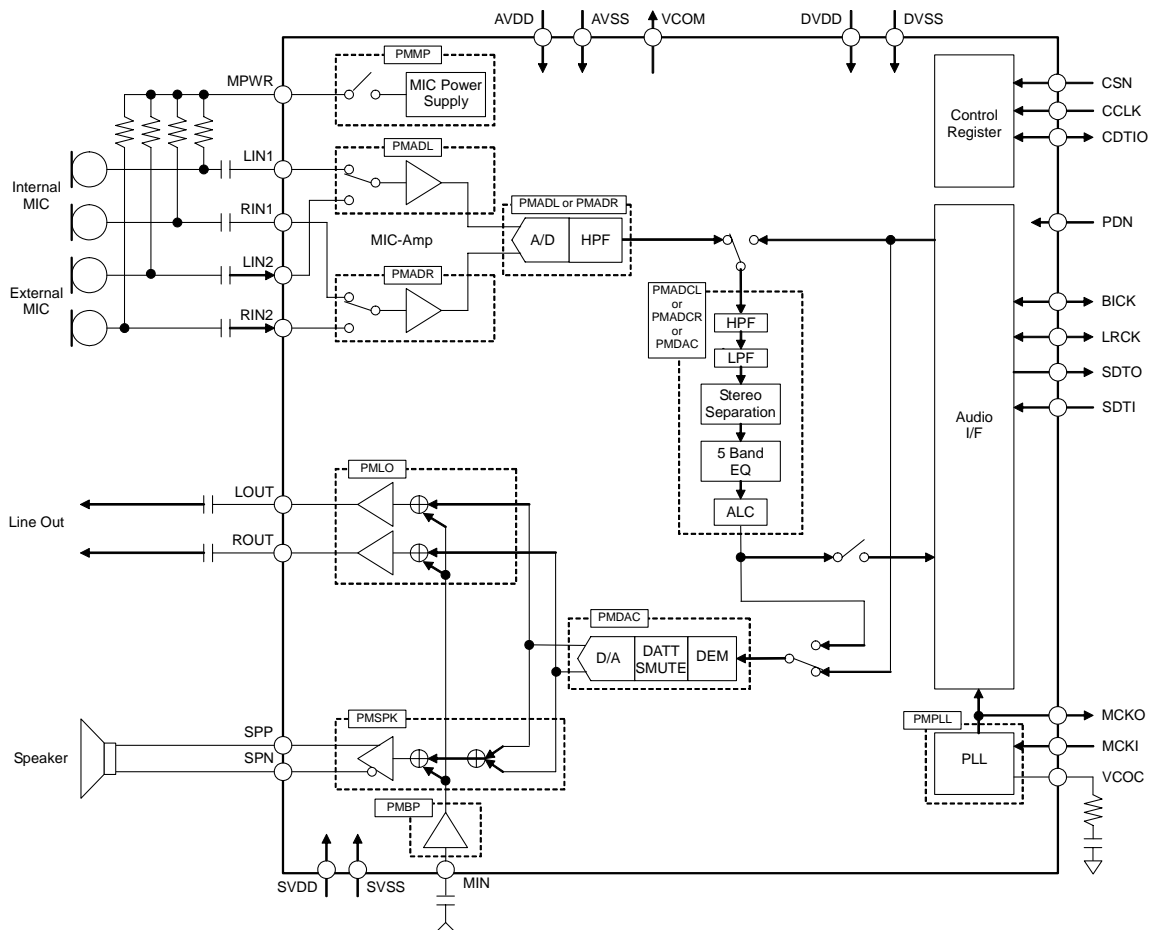 AVDD
AVSS
VCOM
DVDD
DVSS
PMMP
MPWR
MIC Power
Supply
CSN
CCLK
CDTIO
Control
Register
Internal
MIC
LIN1
RIN1
PMADL
MIC-Amp
PMADL or PMADR
A/D
HPF
PDN
External
MIC
LIN2
RIN2
PMADR
PMADCL
or
PMADCR
or
PMDAC
HPF
LPF
Stereo
Separation
5 Band
EQ
ALC
BICK
LRCK
SDTO
SDTI
Audio
I/F
Line Out
LOUT
ROUT
PMLO
PMDAC
D/A
DATT
SMUTE
DEM
Speaker
SPP
SPN
PMSPK
PMBP
PMPLL
PLL
MCKO
MCKI
VCOC
SVDD
SVSS
MIN